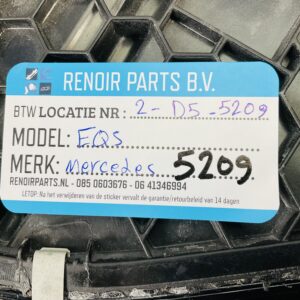 RENOIR PARTS B.V.
BTW LOCATIE NR : 2-D5-5209
MODEL: EQS
MERK: Mercedes 5209
RENOIRPARTS.NL - 085 0603676 - 06 41346994
LETOP: Na het verwijderen van de sticker vervalt de garantie/retourbeleid van 14 dagen